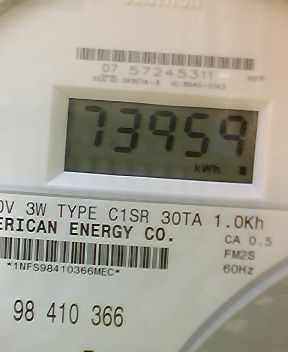 07 57245311
73959
kWh
0V 3W TYPE C1SR 30TA 1.0Kh
ERICAN ENERGY CO.
CA 0.5
FM2S
60Hz
*1NFS98410366MEC*
98 410 366